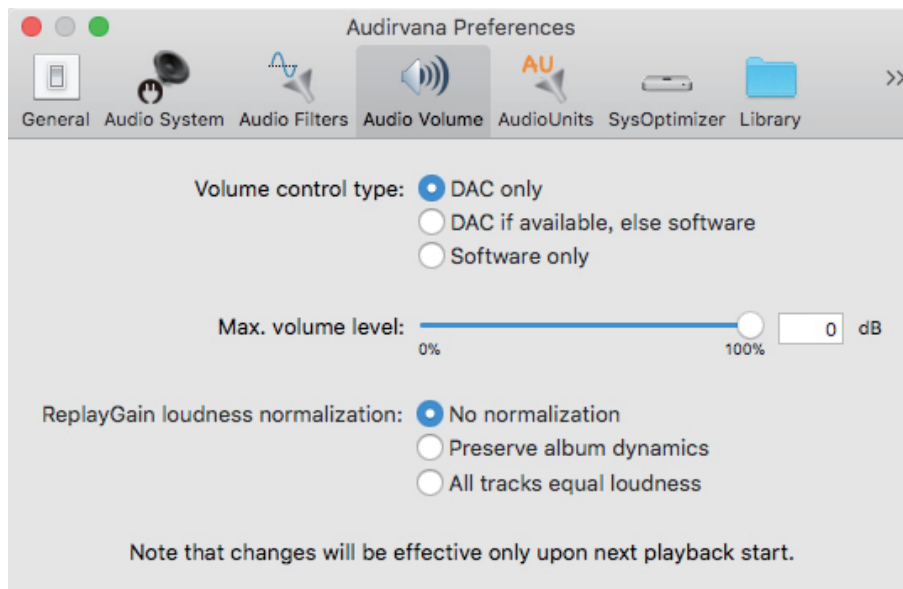 Audirvana Preferences
AU
General Audio System Audio Filters Audio Volume AudioUnits SysOptimizer Library
Volume control type: DAC only
DAC if available, else software
Software only
Max. volume level: 0 dB
0% 100%
ReplayGain loudness normalization: No normalization
Preserve album dynamics
All tracks equal loudness
Note that changes will be effective only upon next playback start.